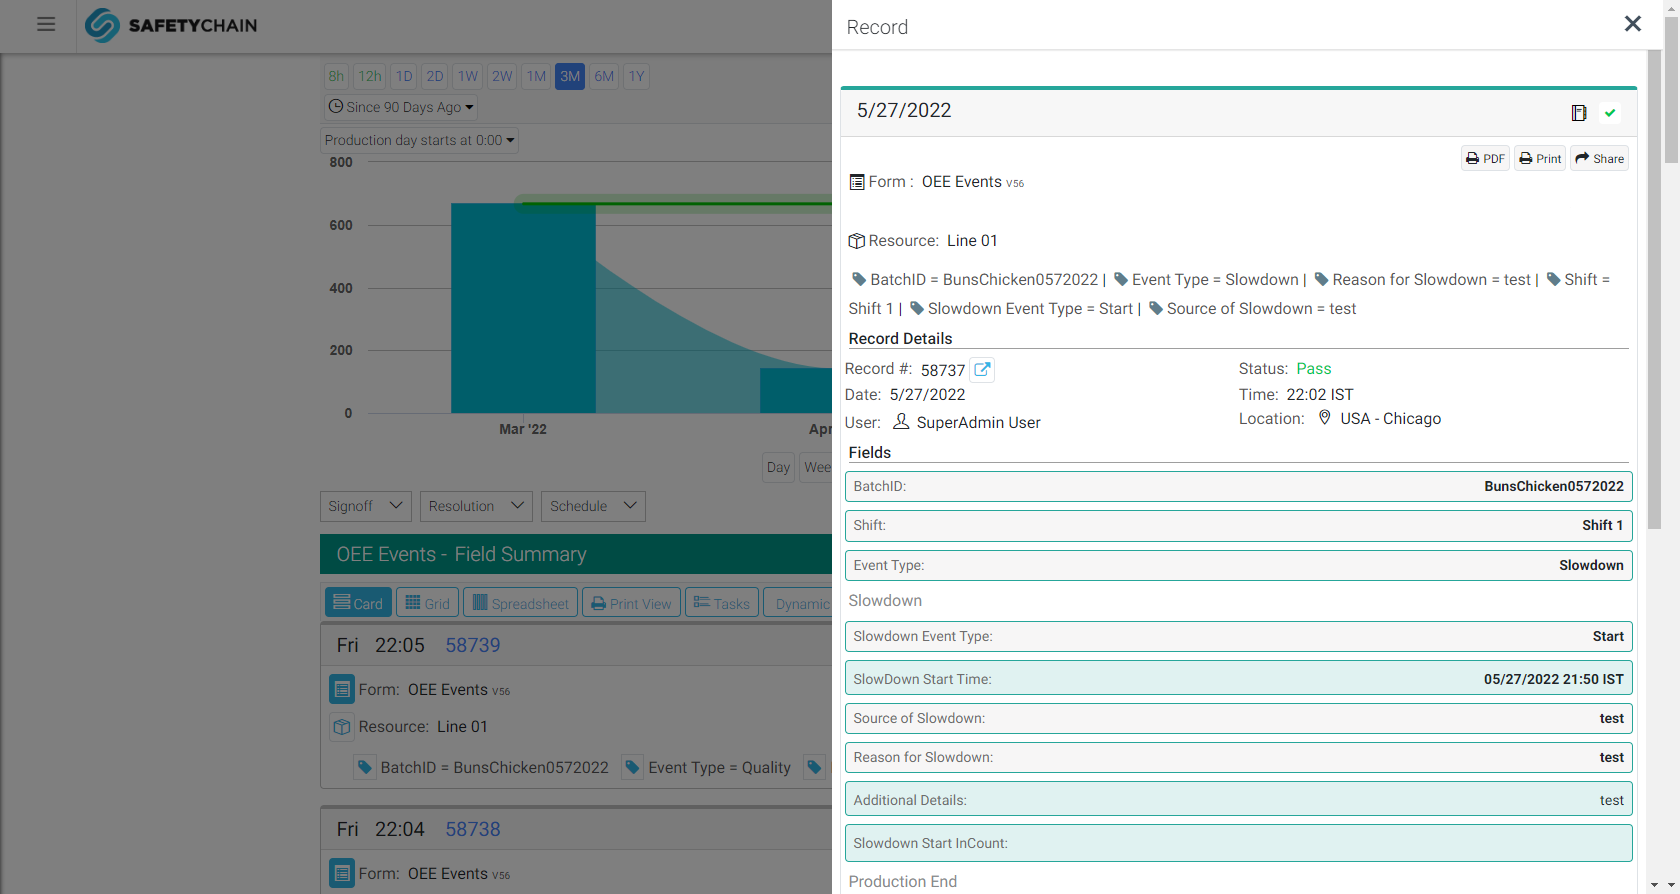 SAFETYCHAIN
8h 12h 1D 2D 1W 2W 1M 3M 6M 1Y
Since 90 Days Ago
Production day starts at 0:00
800
600
400
200
0
Mar '22 Apr
Day Wee
Signoff Resolution Schedule
OEE Events - Field Summary
Card Grid Spreadsheet Print View Tasks Dynamic
Fri 22:05 58739
Form: OEE Events V56
Resource: Line 01
BatchID = BunsChicken0572022 Event Type = Quality
Fri 22:04 58738
Form: OEE Events V56
Record
5/27/2022
PDF Print Share
Form : OEE Events V56
Resource: Line 01
BatchID = BunsChicken0572022 | Event Type = Slowdown | Reason for Slowdown = test | Shift =
Shift 1 | Slowdown Event Type = Start | Source of Slowdown = test
Record Details
Record #: 58737 Status: Pass
Date: 5/27/2022 Time: 22:02 IST
User: SuperAdmin User Location: USA - Chicago
Fields
BatchID: BunsChicken0572022
Shift: Shift 1
Event Type: Slowdown
Slowdown
Slowdown Event Type: Start
SlowDown Start Time: 05/27/2022 21:50 IST
Source of Slowdown: test
Reason for Slowdown: test
Additional Details: test
Slowdown Start InCount:
Production End